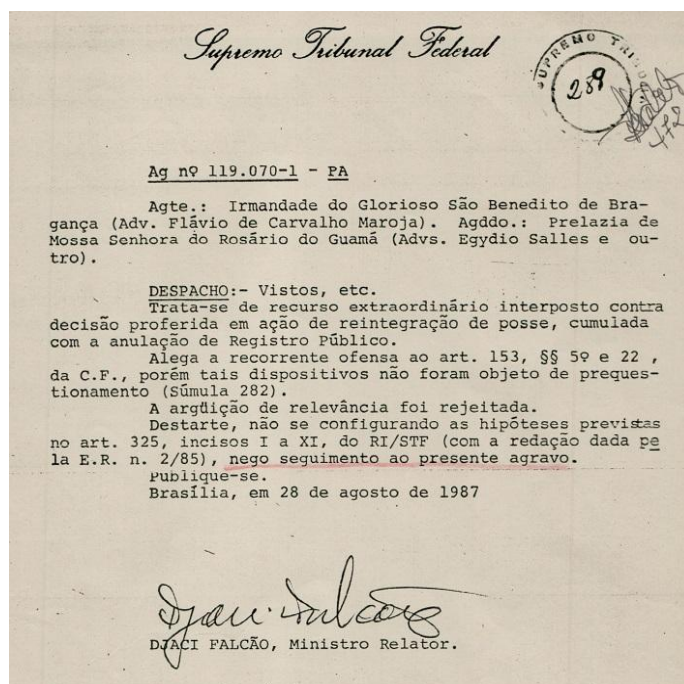 Supremo Tribunal Federal
SUPREMO
289
Ag nº 119.070-1 - PA
Agte.: Irmandade do Glorioso São Benedito de Bra-
gança (Adv. Flávio de Carvalho Maroja). Agddo.: Prelazia de
Mossa Senhora do Rosário do Guamá (Advs. Egydio Salles e ou-
tro).
DESPACHO:- Vistos, etc.
Trata-se de recurso extraordinário interposto contra
decisão proferida em ação de reintegração de posse, cumulada
com a anulação de Registro Público.
Alega a recorrente ofensa ao art. 153, §§ 5º e 22 ,
da C.F., porém tais dispositivos não foram objeto de preques-
tionamento (Súmula 282).
A argüição de relevância foi rejeitada.
Destarte, não se configurando as hipóteses previstas
no art. 325, incisos I a XI, do RI/STF (com a redação dada pe
la E.R. n. 2/85), nego seguimento ao presente agravo.
Publique-se.
Brasília, em 28 de agosto de 1987
Djaci Falcão
DJACI FALCÃO, Ministro Relator.